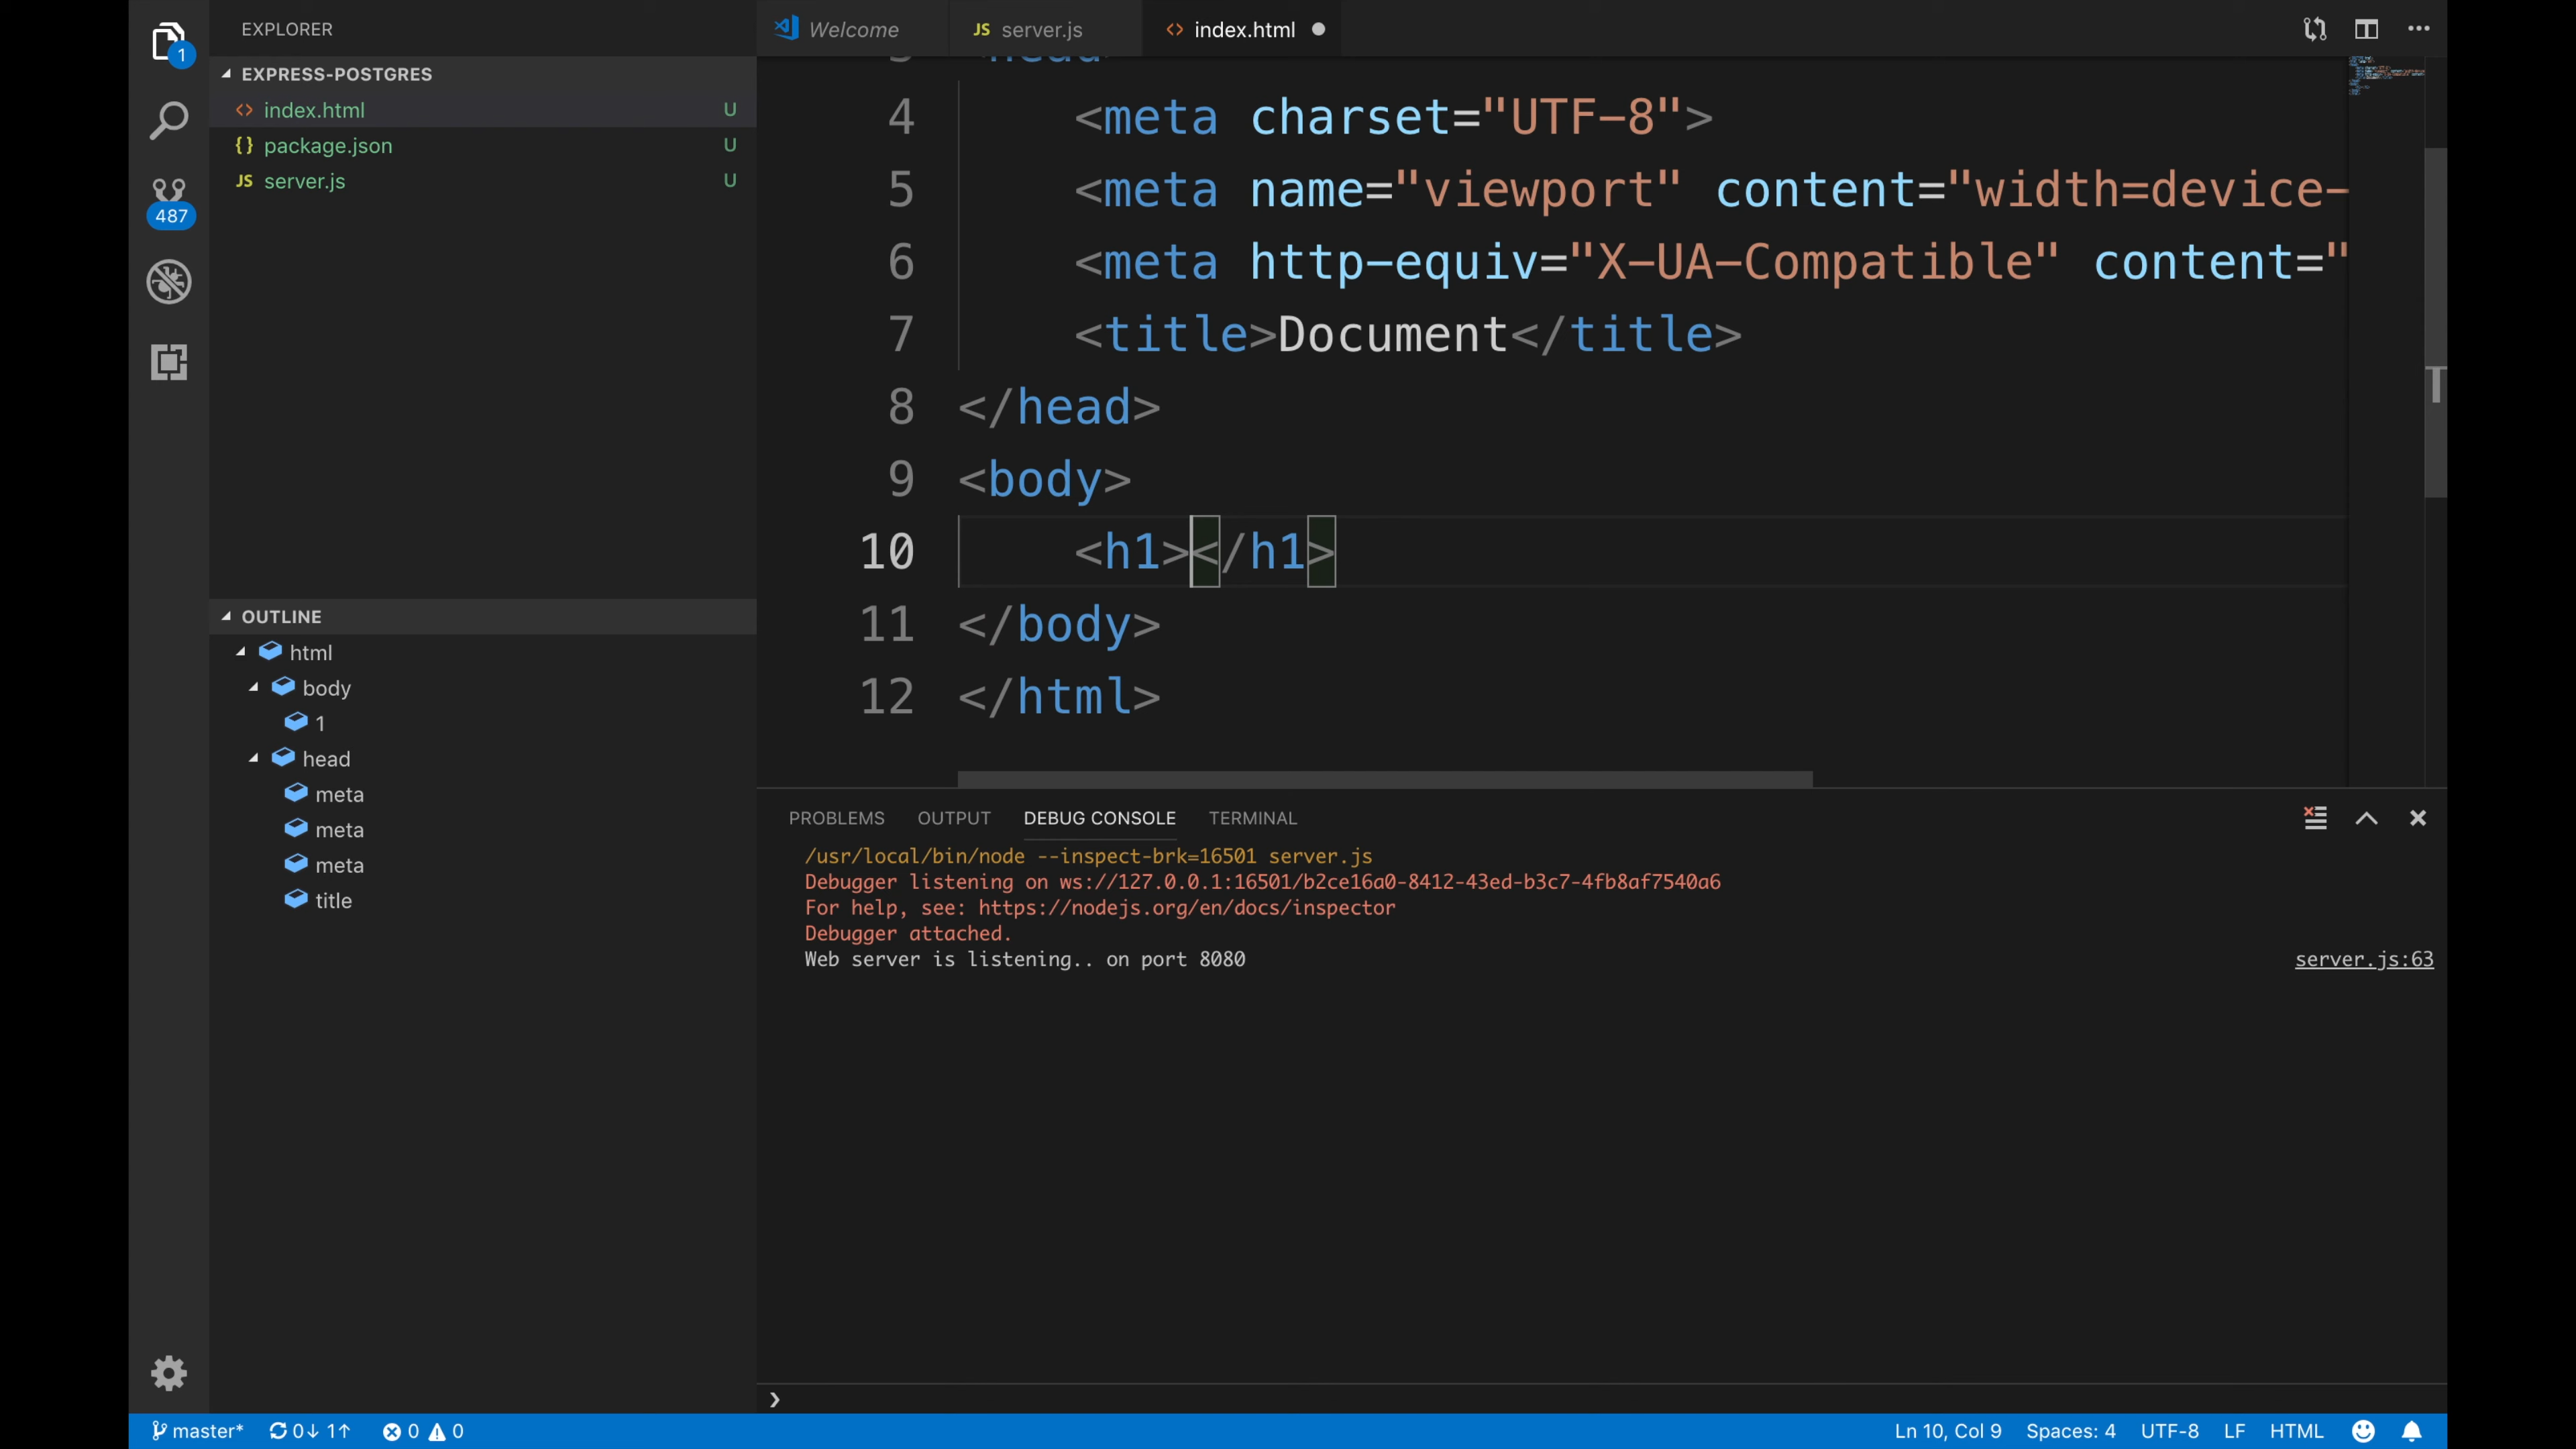 EXPLORER
Welcome
JS server.js
<> index.html
1
EXPRESS-POSTGRES
<> index.html U
{} package.json U
JS server.js U
487
4 <meta charset="UTF-8">
5 <meta name="viewport" content="width=device-
6 <meta http-equiv="X-UA-Compatible" content="
7 <title>Document</title>
8 </head>
9 <body>
10 <h1></h1>
11 </body>
12 </html>
OUTLINE
html
body
1
head
meta
meta
meta
title
PROBLEMS OUTPUT DEBUG CONSOLE TERMINAL
/usr/local/bin/node --inspect-brk=16501 server.js
Debugger listening on ws://127.0.0.1:16501/b2ce16a0-8412-43ed-b3c7-4fb8af7540a6
For help, see: https://nodejs.org/en/docs/inspector
Debugger attached.
Web server is listening.. on port 8080 server.js:63
master* 0↓ 1↑ 0 0 Ln 10, Col 9 Spaces: 4 UTF-8 LF HTML